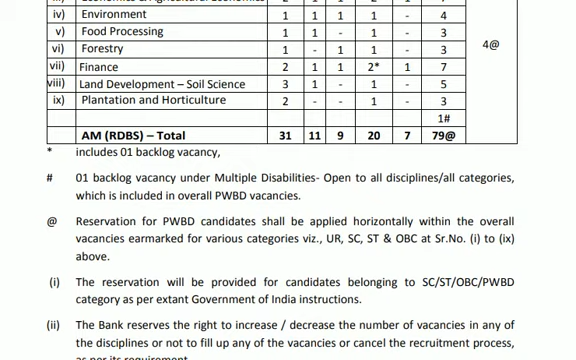 iv) Environment 1 1 1 1 - 4
v) Food Processing 1 1 - 1 - 3
vi) Forestry 1 - 1 1 - 3
4@
vii) Finance 2 1 1 2* 1 7
viii) Land Development – Soil Science 3 1 - 1 - 5
ix) Plantation and Horticulture 2 - - 1 - 3
1#
AM (RDBS) – Total 31 11 9 20 7 79@
* includes 01 backlog vacancy,
# 01 backlog vacancy under Multiple Disabilities- Open to all disciplines/all categories,
which is included in overall PWBD vacancies.
@ Reservation for PWBD candidates shall be applied horizontally within the overall
vacancies earmarked for various categories viz., UR, SC, ST & OBC at Sr.No. (i) to (ix)
above.
(i) The reservation will be provided for candidates belonging to SC/ST/OBC/PWBD
category as per extant Government of India instructions.
(ii) The Bank reserves the right to increase / decrease the number of vacancies in any of
the disciplines or not to fill up any of the vacancies or cancel the recruitment process,
as per its requirement.